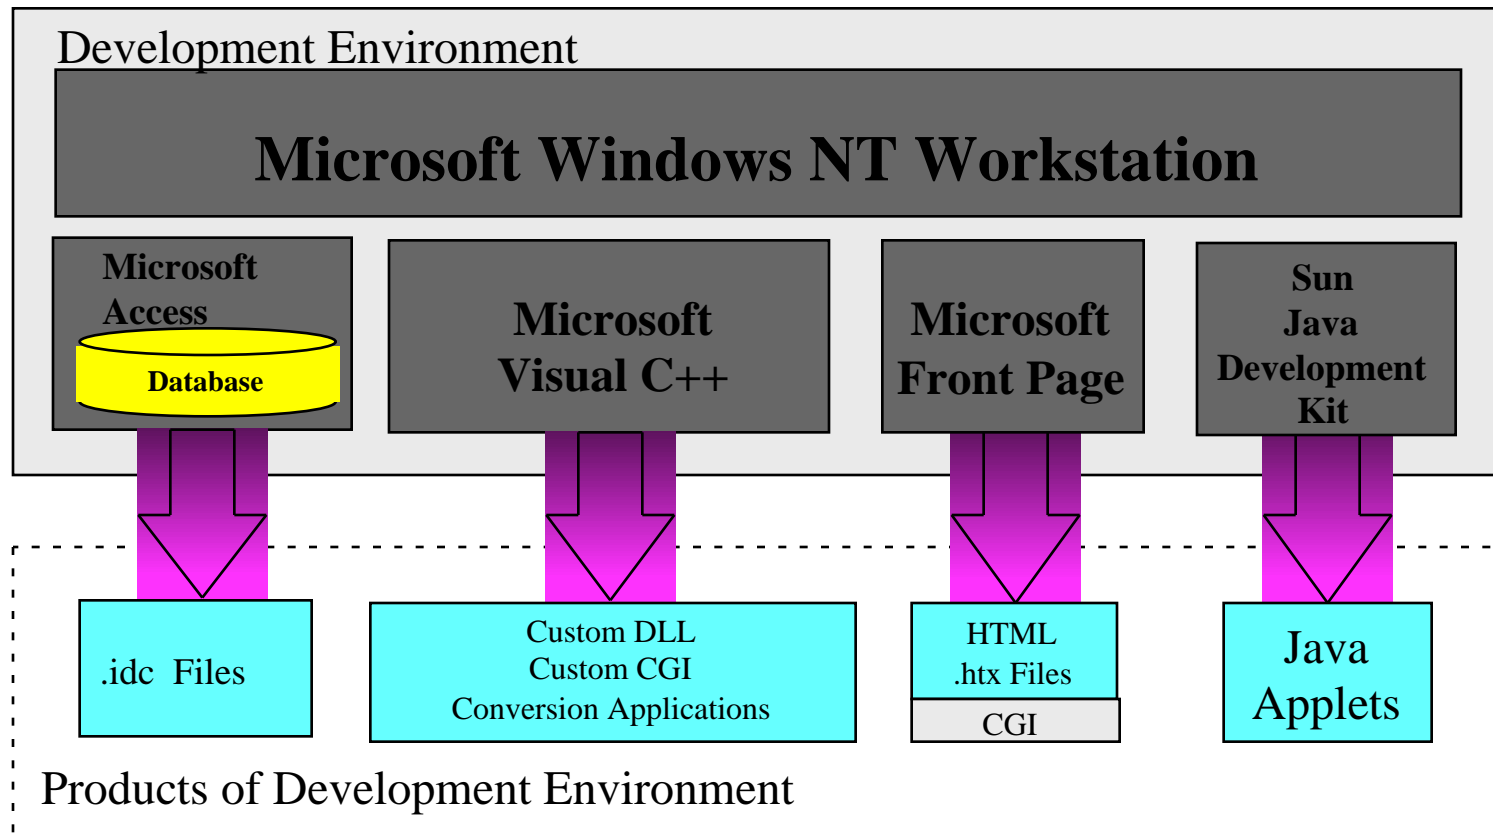 Development Environment
Microsoft Windows NT Workstation
Microsoft
Access
Database
Microsoft
Visual C++
Microsoft
Front Page
Sun
Java
Development
Kit
.idc Files
Custom DLL
Custom CGI
Conversion Applications
HTML
.htx Files
CGI
Java
Applets
Products of Development Environment